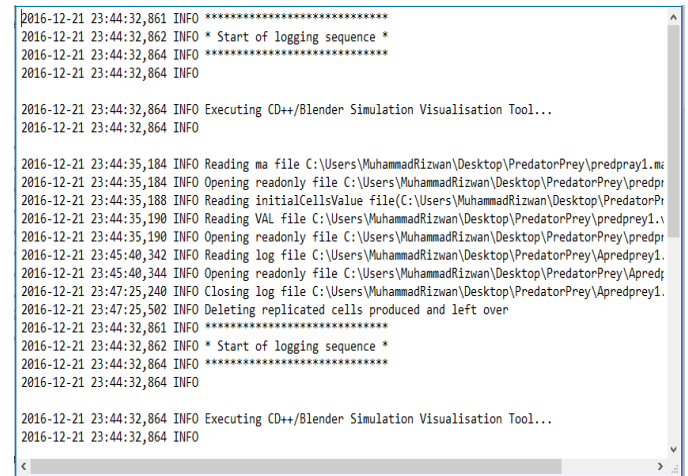 2016-12-21 23:44:32,861 INFO *****************************
2016-12-21 23:44:32,862 INFO * Start of logging sequence *
2016-12-21 23:44:32,864 INFO *****************************
2016-12-21 23:44:32,864 INFO
2016-12-21 23:44:32,864 INFO Executing CD++/Blender Simulation Visualisation Tool...
2016-12-21 23:44:32,864 INFO
2016-12-21 23:44:35,184 INFO Reading ma file C:\Users\MuhammadRizwan\Desktop\PredatorPrey\predpray1.ma
2016-12-21 23:44:35,184 INFO Opening readonly file C:\Users\MuhammadRizwan\Desktop\PredatorPrey\predpr
2016-12-21 23:44:35,188 INFO Reading initialCellsValue file(C:\Users\MuhammadRizwan\Desktop\PredatorPr
2016-12-21 23:44:35,190 INFO Reading VAL file C:\Users\MuhammadRizwan\Desktop\PredatorPrey\predprey1.v
2016-12-21 23:44:35,190 INFO Opening readonly file C:\Users\MuhammadRizwan\Desktop\PredatorPrey\predpr
2016-12-21 23:45:40,342 INFO Reading log file C:\Users\MuhammadRizwan\Desktop\PredatorPrey\Apredprey1.
2016-12-21 23:45:40,344 INFO Opening readonly file C:\Users\MuhammadRizwan\Desktop\PredatorPrey\Apredp
2016-12-21 23:47:25,240 INFO Closing log file C:\Users\MuhammadRizwan\Desktop\PredatorPrey\Apredprey1.
2016-12-21 23:47:25,502 INFO Deleting replicated cells produced and left over
2016-12-21 23:44:32,861 INFO *****************************
2016-12-21 23:44:32,862 INFO * Start of logging sequence *
2016-12-21 23:44:32,864 INFO *****************************
2016-12-21 23:44:32,864 INFO
2016-12-21 23:44:32,864 INFO Executing CD++/Blender Simulation Visualisation Tool...
2016-12-21 23:44:32,864 INFO